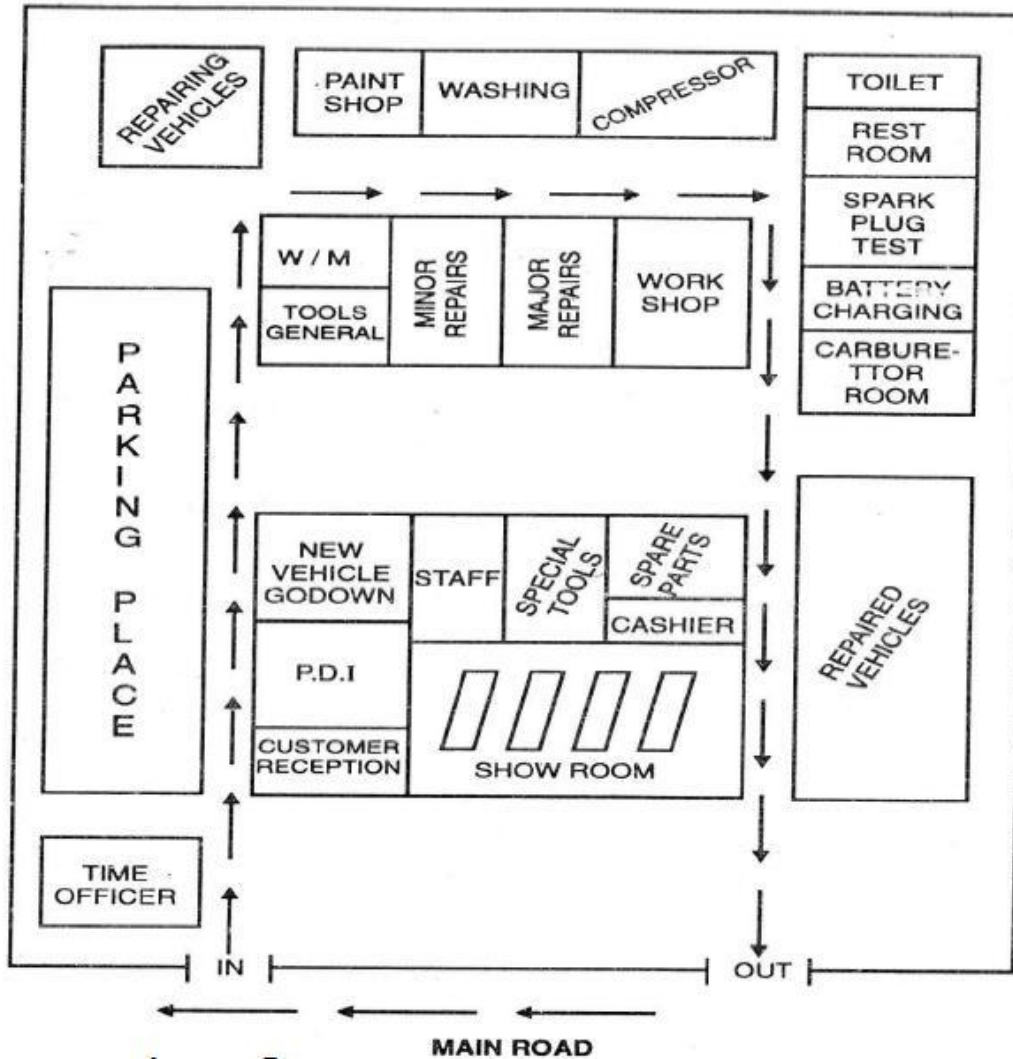 REPAIRING
VEHICLES
PAINT
SHOP
WASHING
COMPRESSOR
TOILET
REST
ROOM
SPARK
PLUG
TEST
BATTERY
CHARGING
CARBURE-
TTOR
ROOM
W / M
TOOLS
GENERAL
MINOR
REPAIRS
MAJOR
REPAIRS
WORK
SHOP
PARKING PLACE
NEW
VEHICLE
GODOWN
STAFF
SPECIAL
TOOLS
SPARE
PARTS
CASHIER
P.D.I
CUSTOMER
RECEPTION
SHOW ROOM
REPAIRED
VEHICLES
TIME
OFFICER
IN
OUT
MAIN ROAD